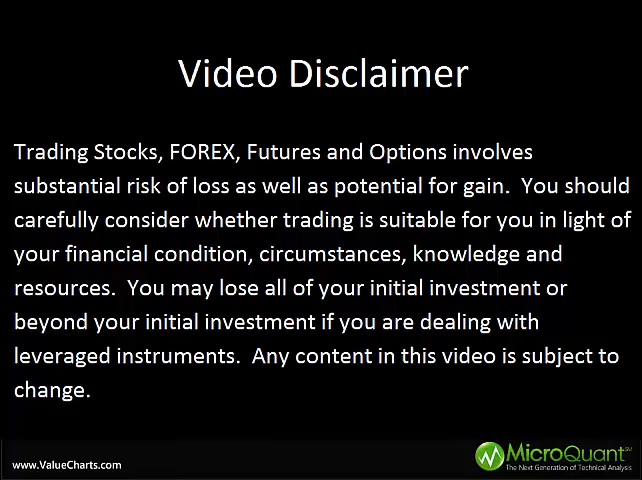 Video Disclaimer
Trading Stocks, FOREX, Futures and Options involves
substantial risk of loss as well as potential for gain.  You should
carefully consider whether trading is suitable for you in light of
your financial condition, circumstances, knowledge and
resources.  You may lose all of your initial investment or
beyond your initial investment if you are dealing with
leveraged instruments.  Any content in this video is subject to
change.
www.ValueCharts.com
MicroQuant℠
The Next Generation of Technical Analysis